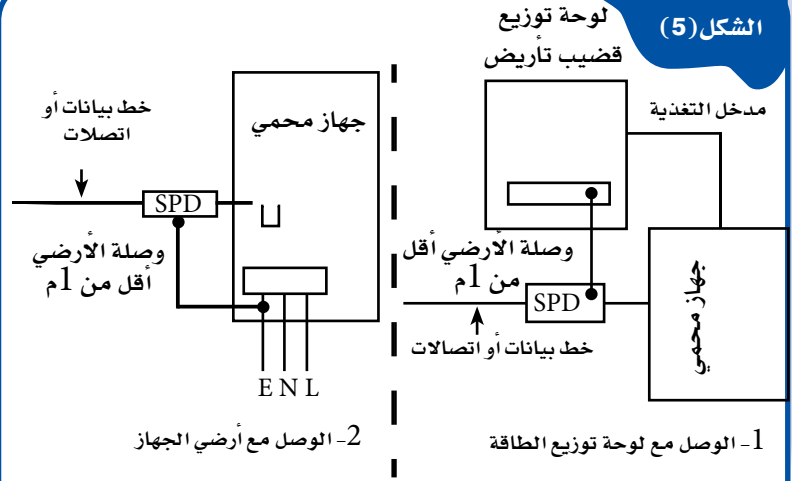 الشكل(5)
لوحة توزيع
قضيب تأريض
مدخل التغذية
وصلة الأرضي أقل
من 1م
SPD
خط بيانات أو اتصالات
جهاز محمي
1- الوصل مع لوحة توزيع الطاقة
خط بيانات أو
اتصلات
جهاز محمي
SPD
وصلة الأرضي
أقل من 1م
E N L
2- الوصل مع أرضي الجهاز